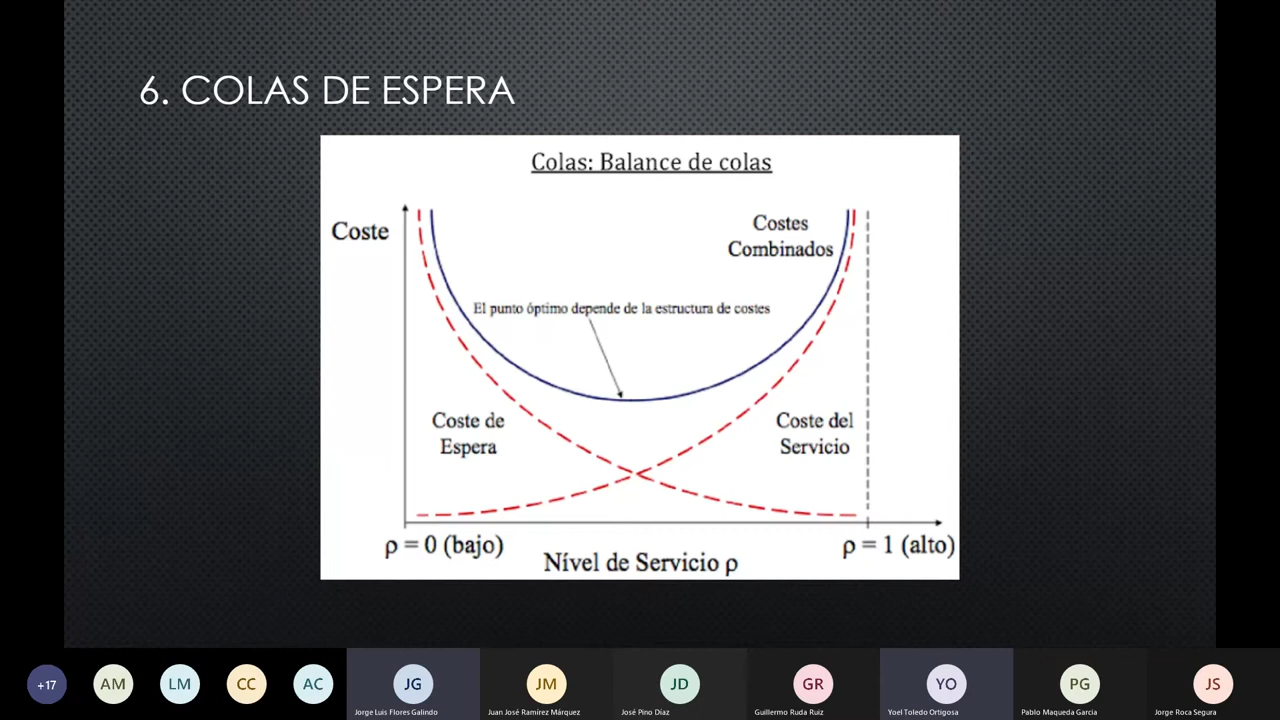 6. COLAS DE ESPERA
Colas: Balance de colas
Coste
Costes
Combinados
El punto óptimo depende de la estructura de costes
Coste de
Espera
Coste del
Servicio
ρ = 0 (bajo)
Nível de Servicio ρ
ρ = 1 (alto)
+17
AM
LM
CC
AC
JG
JM
JD
GR
YO
PG
JS
Jorge Luis Flores Galindo
Juan José Ramírez Márquez
José Pino Díaz
Guillermo Ruda Ruiz
Yoel Toledo Ortigosa
Pablo Maqueda Garcia
Jorge Roca Segura